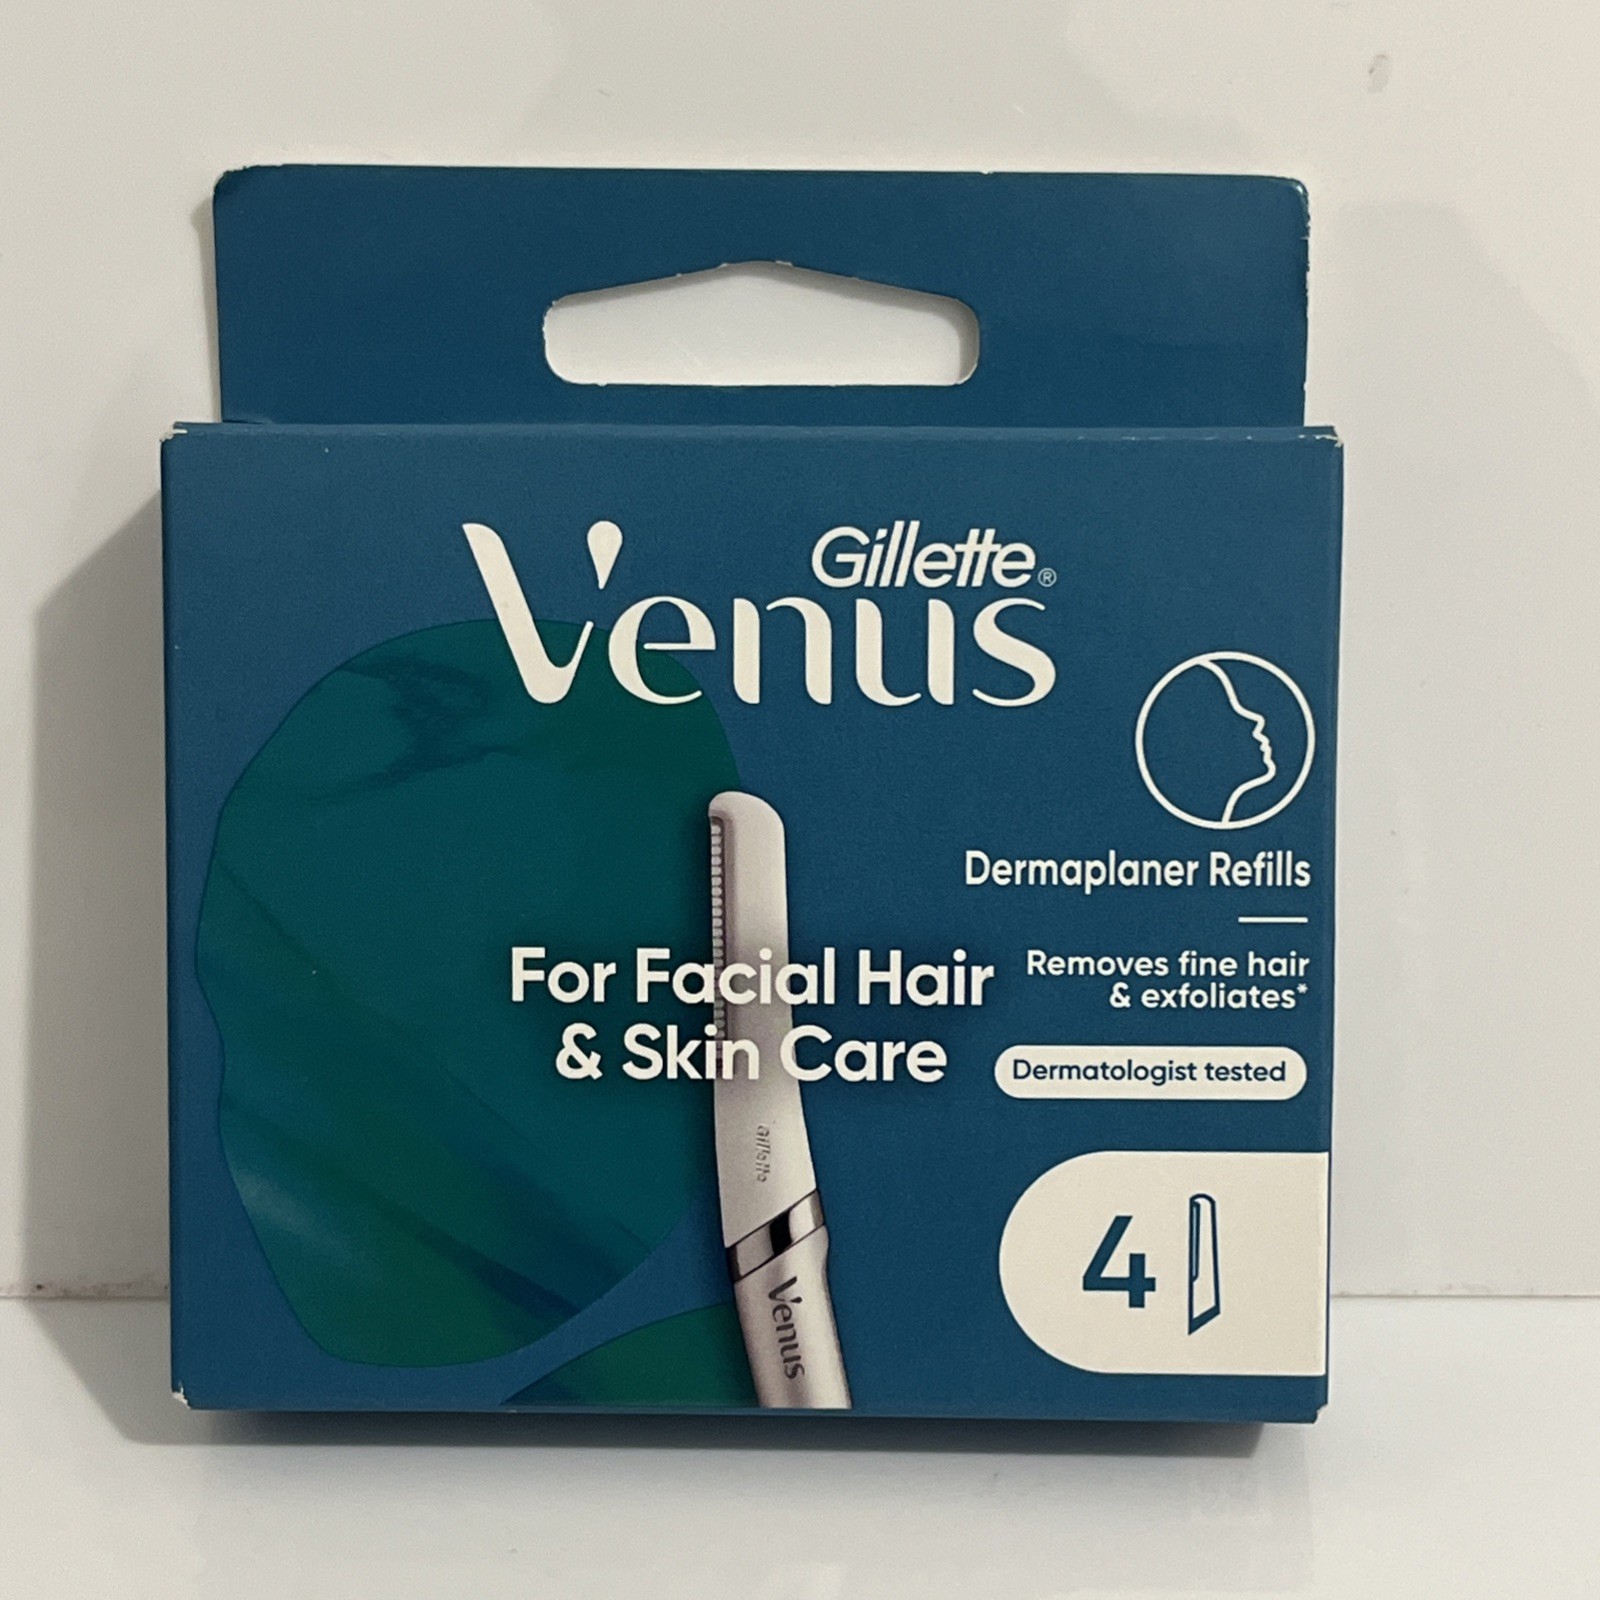 Gillette®
Venus
Dermaplaner Refills
Removes fine hair
& exfoliates*
For Facial Hair
& Skin Care
Dermatologist tested
Gillette
Venus
4